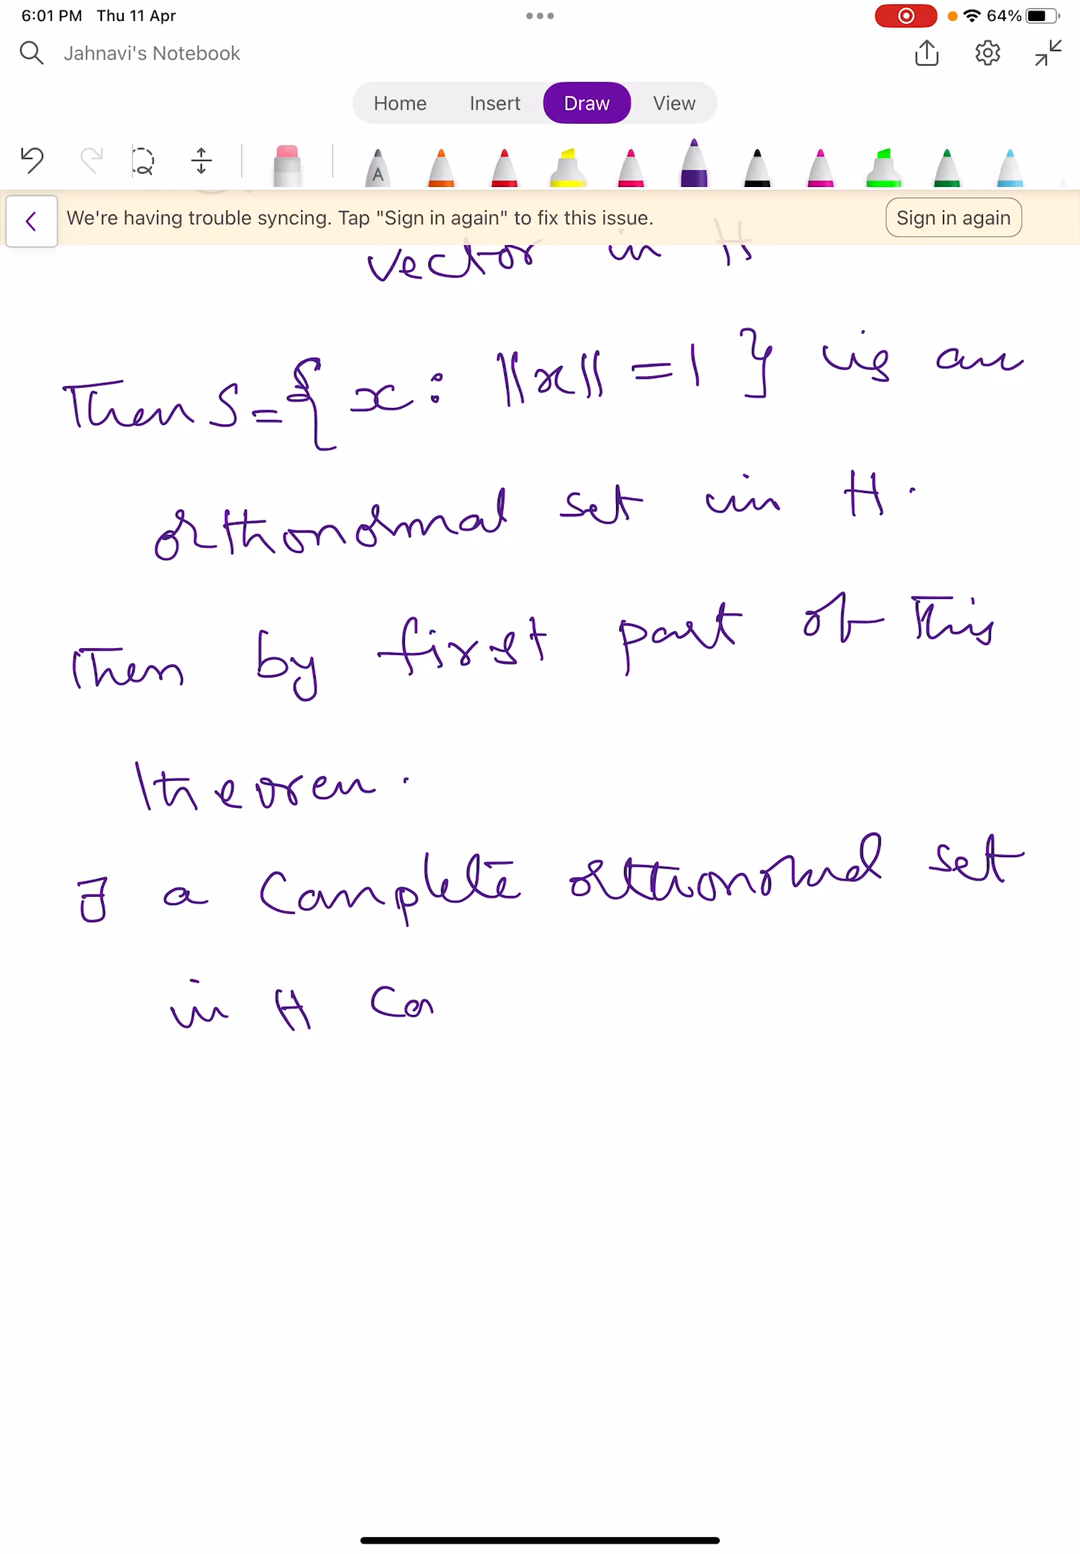 6:01 PM Thu 11 Apr
64%
Jahnavi's Notebook
Home Insert Draw View
A
We're having trouble syncing. Tap "Sign in again" to fix this issue.
Sign in again
vector in H
Then S = { x : ||x|| = 1 } is an
orthonormal set in H.
Then by first part of This
theorem.
∃ a Complete orthonormal set
in H Con